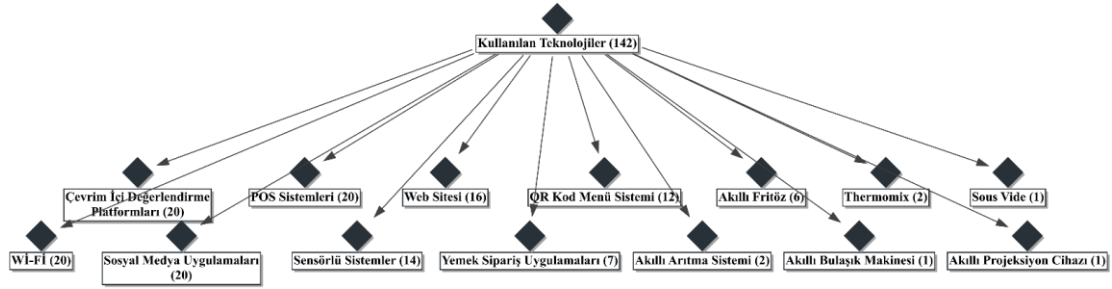 Kullanılan Teknolojiler (142)
Çevrim İçi Değerlendirme
Platformları (20)
POS Sistemleri (20)
Web Sitesi (16)
QR Kod Menü Sistemi (12)
Akıllı Fritöz (6)
Thermomix (2)
Sous Vide (1)
Wİ-Fİ (20)
Sosyal Medya Uygulamaları
(20)
Sensörlü Sistemler (14)
Yemek Sipariş Uygulamaları (7)
Akıllı Arıtma Sistemi (2)
Akıllı Bulaşık Makinesi (1)
Akıllı Projeksiyon Cihazı (1)